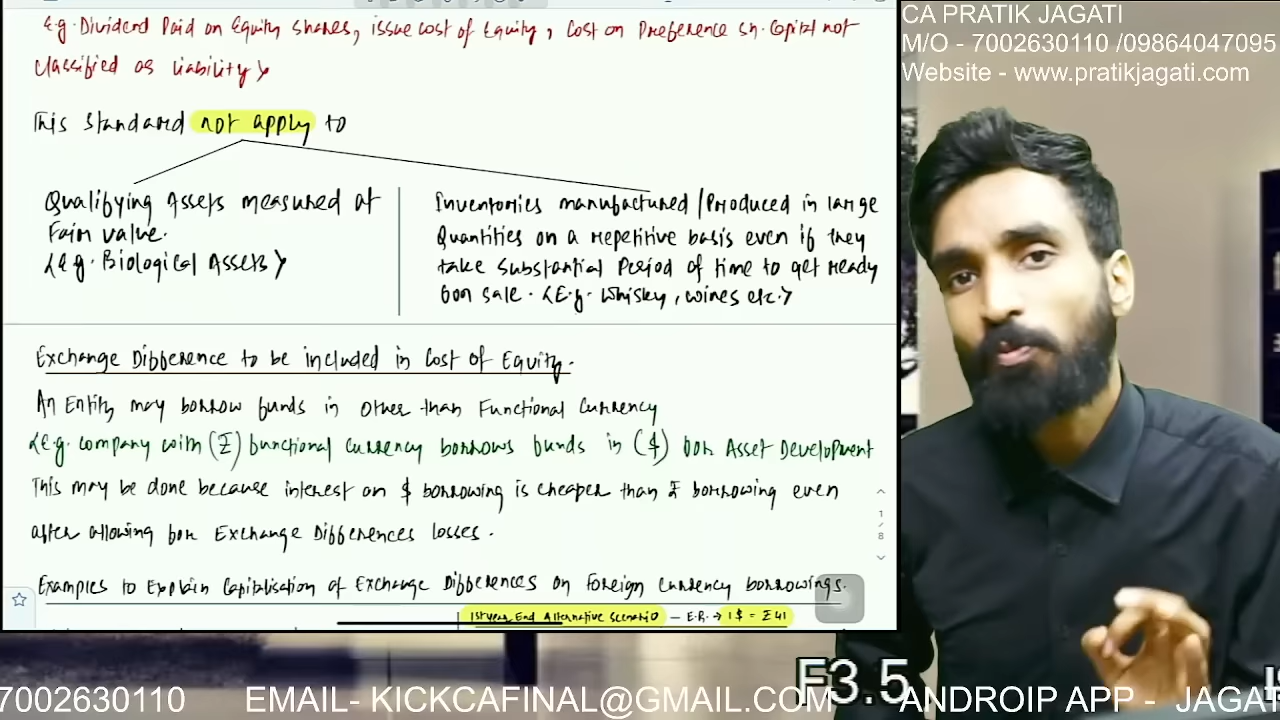 E.g. Dividend Paid on Equity Shares, issue cost of Equity, Cost on Preference sh. Capital not
classified as liability>
This Standard not apply to
Qualifying Assets measured at
Fair value.
<e.g. Biological Assets>
Inventories manufactured / Produced in large
Quantities on a repetitive basis even if they
take Substantial Period of time to get ready
for sale. <E.g. Whisky, wines etc.>
Exchange Difference to be included in Cost of Equity.
An Entity may borrow funds in other than Functional Currency
<e.g. company with (₹) functional currency borrows funds in ($) for Asset Development
This may be done because interest on $ borrowing is cheaper than ₹ borrowing even
after allowing for Exchange Differences losses.
Examples to Explain Capitalisation of Exchange Differences on Foreign Currency borrowings.
1st year End Alternative Scenario — E.R. → 1 $ = ₹ 41
1/8
CA PRATIK JAGATI
M/O - 7002630110 /09864047095
Website - www.pratikjagati.com
F3.5
7002630110 EMAIL- KICKCAFINAL@GMAIL.COM ANDROIP APP - JAGAT